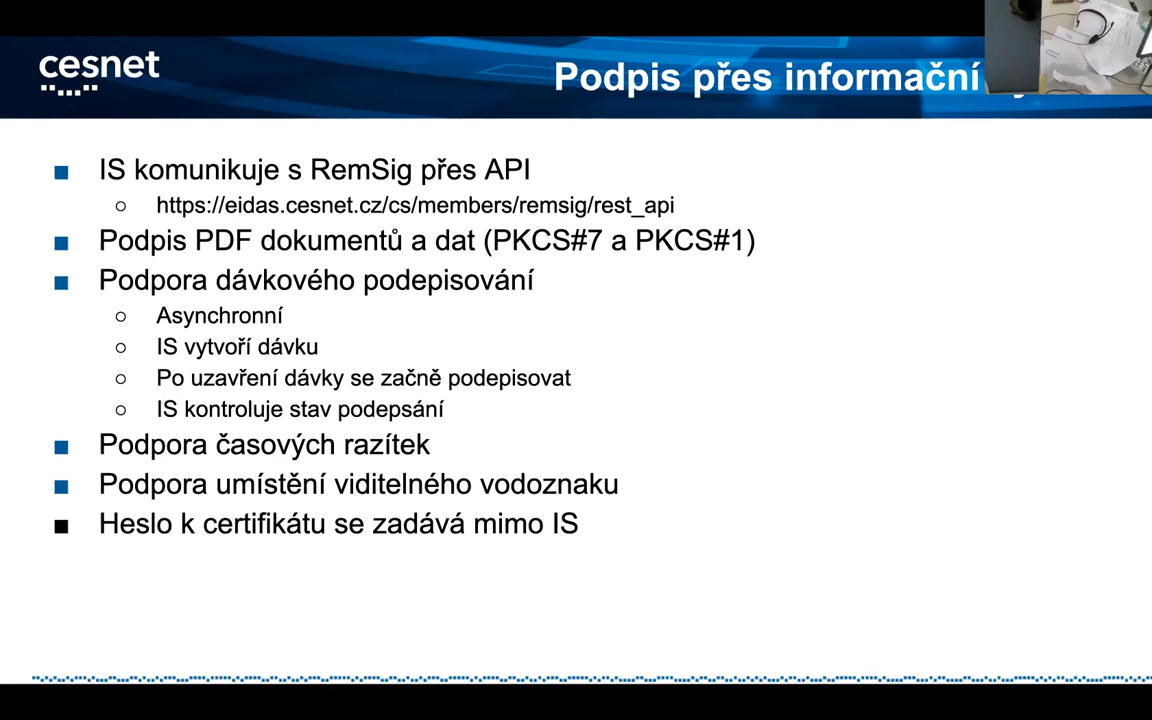 cesnet
Podpis přes informační
IS komunikuje s RemSig přes API
https://eidas.cesnet.cz/cs/members/remsig/rest_api
Podpis PDF dokumentů a dat (PKCS#7 a PKCS#1)
Podpora dávkového podepisování
Asynchronní
IS vytvoří dávku
Po uzavření dávky se začně podepisovat
IS kontroluje stav podepsání
Podpora časových razítek
Podpora umístění viditelného vodoznaku
Heslo k certifikátu se zadává mimo IS